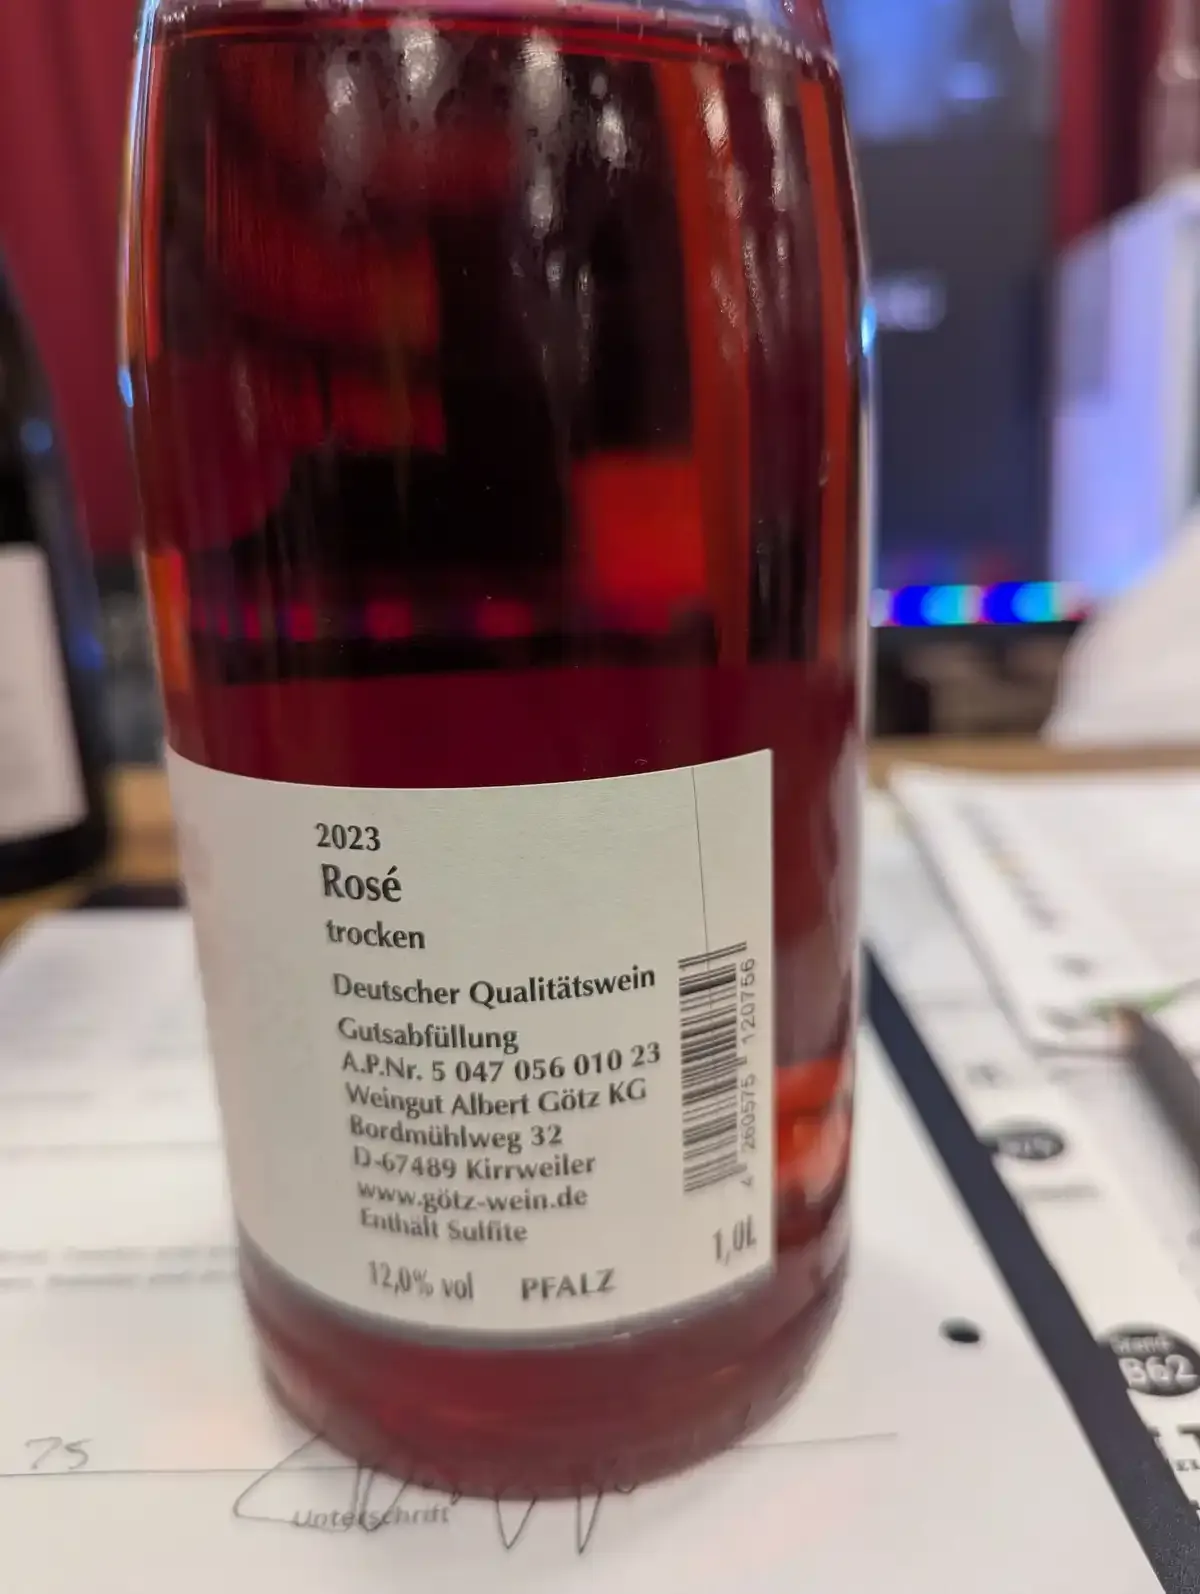 2023
Rosé
trocken
Deutscher Qualitätswein
Gutsabfüllung
A.P.Nr. 5 047 056 010 23
Weingut Albert Götz KG
Bordmühlweg 32
D-67489 Kirrweiler
www.götz-wein.de
Enthält Sulfite
12,0% vol PFALZ
1,0L
4 260575 120756
75
Unterschrift
B62